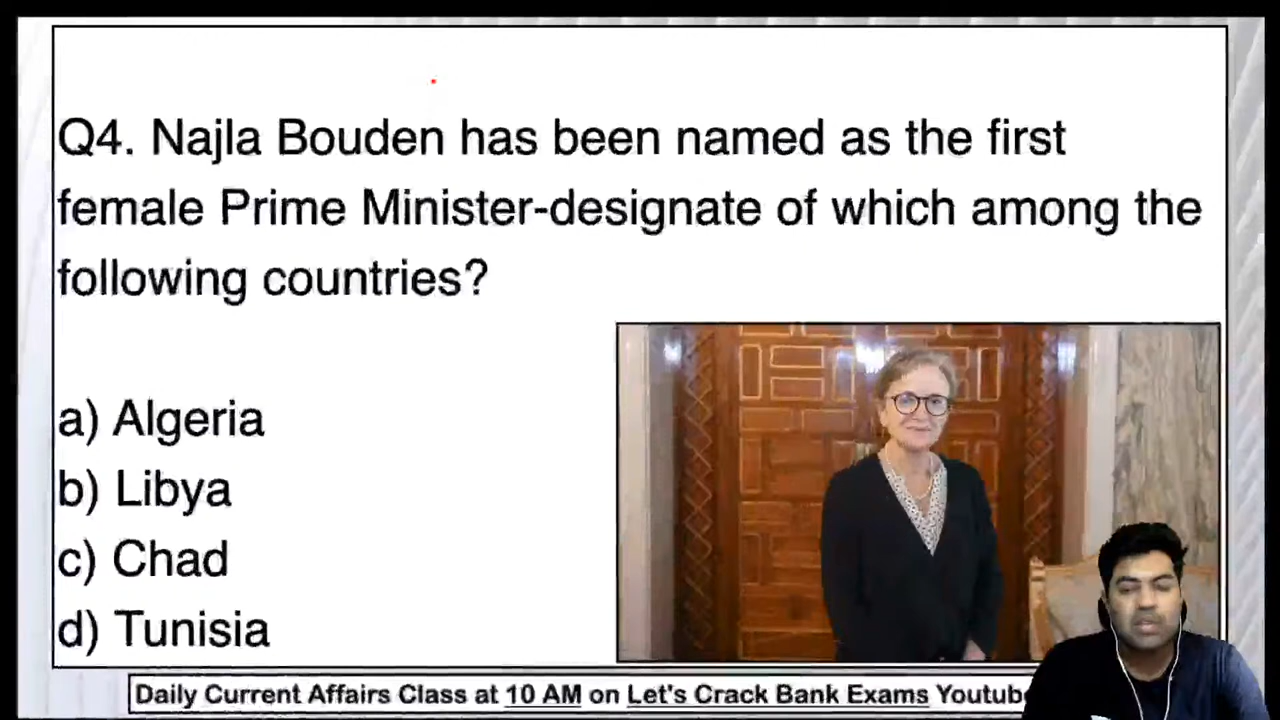 Q4. Najla Bouden has been named as the first
female Prime Minister-designate of which among the
following countries?
a) Algeria
b) Libya
c) Chad
d) Tunisia
Daily Current Affairs Class at 10 AM on Let's Crack Bank Exams Youtube